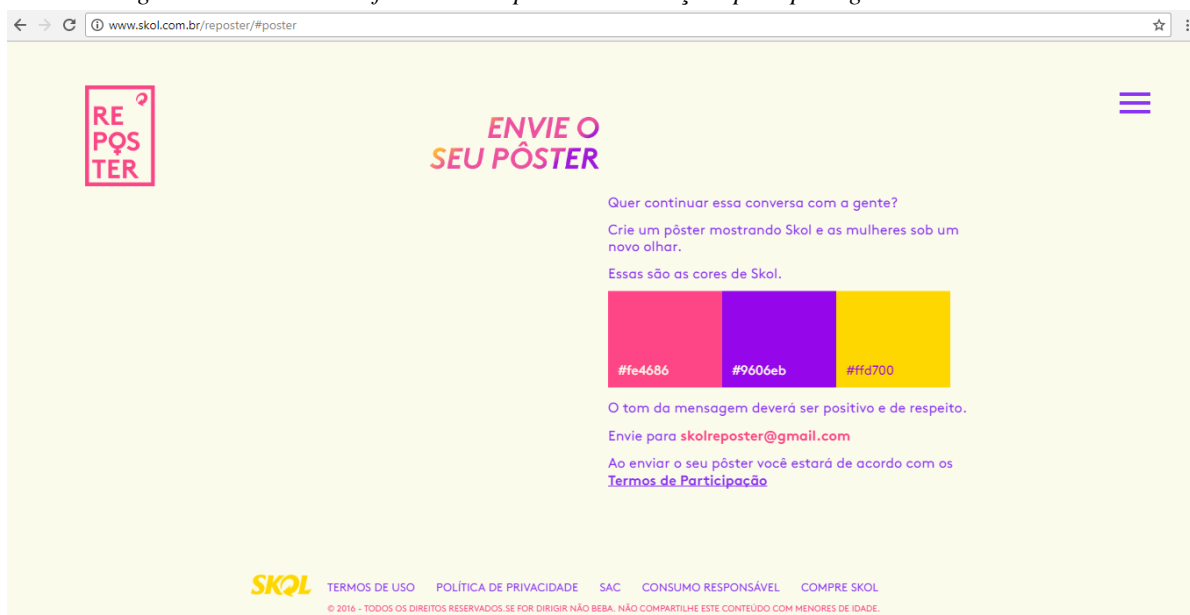 www.skol.com.br/reposter/#poster
RE
POS
TER
ENVIE O
SEU PÔSTER
Quer continuar essa conversa com a gente?
Crie um pôster mostrando Skol e as mulheres sob um
novo olhar.
Essas são as cores de Skol.
#fe4686 #9606eb #ffd700
O tom da mensagem deverá ser positivo e de respeito.
Envie para skolreposter@gmail.com
Ao enviar o seu pôster você estará de acordo com os
Termos de Participação
SKOL TERMOS DE USO POLÍTICA DE PRIVACIDADE SAC CONSUMO RESPONSÁVEL COMPRE SKOL
© 2016 - TODOS OS DIREITOS RESERVADOS.SE FOR DIRIGIR NÃO BEBA. NÃO COMPARTILHE ESTE CONTEÚDO COM MENORES DE IDADE.